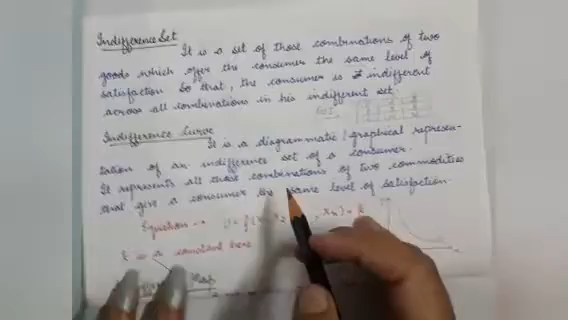 Indifference Set
It is a set of those combinations of two
goods which offer the consumer the same level of
satisfaction so that, the consumer is indifferent
across all combinations in his indifferent set.
Indifference Curve
It is a diagrammatic/graphical represen-
tation of an indifference set of a consumer.
It represents all those combinations of two commodities
that give a consumer the same level of satisfaction.
Equation
k is a constant here
Map